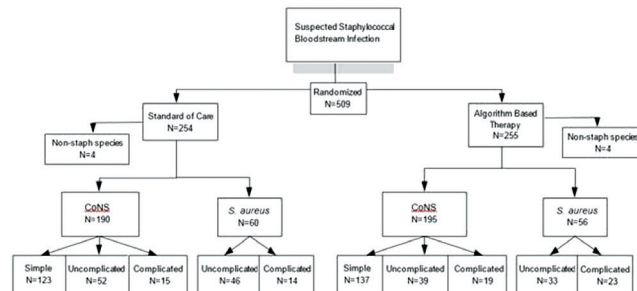 Suspected Staphylococcal
Bloodstream Infection
Randomized
N=509
Standard of Care
N=254
Algorithm Based
Therapy
N=255
Non-staph species
N=4
Non-staph species
N=4
CoNS
N=190
S. aureus
N=60
CoNS
N=195
S. aureus
N=56
Simple
N=123
Uncomplicated
N=52
Complicated
N=15
Uncomplicated
N=46
Complicated
N=14
Simple
N=137
Uncomplicated
N=39
Complicated
N=19
Uncomplicated
N=33
Complicated
N=23